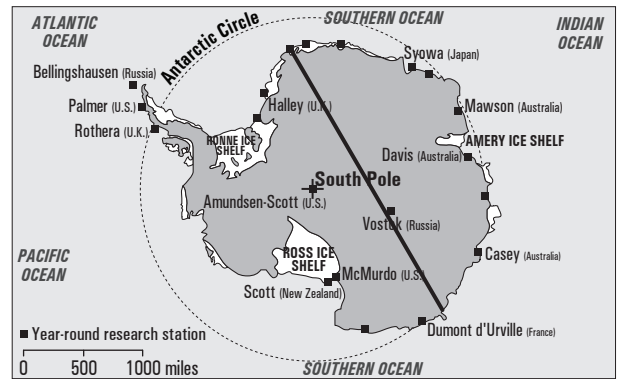 ATLANTIC
OCEAN
SOUTHERN OCEAN
INDIAN
OCEAN
Antarctic Circle
Syowa (Japan)
Bellingshausen (Russia)
Palmer (U.S.)
Halley (U.K.)
Mawson (Australia)
Rothera (U.K.)
RONNE ICE
SHELF
AMERY ICE SHELF
Davis (Australia)
South Pole
Amundsen-Scott (U.S.)
Vostok (Russia)
PACIFIC
OCEAN
ROSS ICE
SHELF
Casey (Australia)
McMurdo (U.S.)
Scott (New Zealand)
Year-round research station
Dumont d'Urville (France)
0 500 1000 miles
SOUTHERN OCEAN